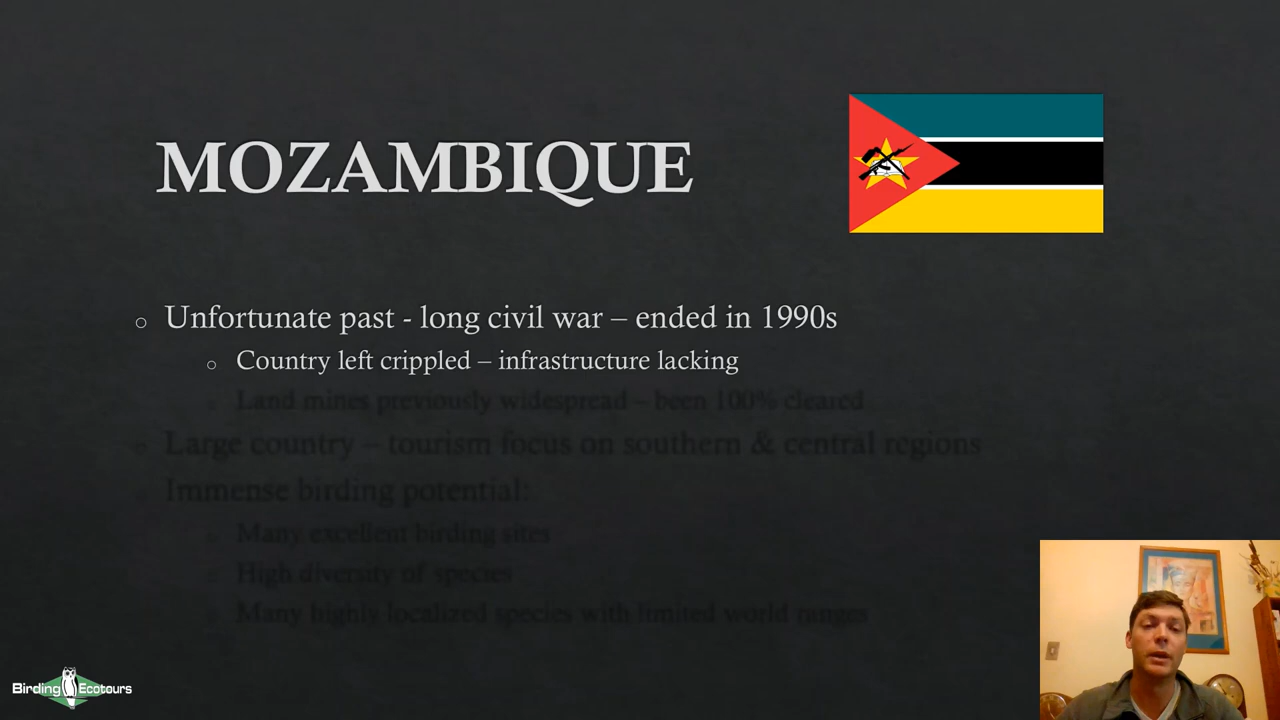 MOZAMBIQUE
Unfortunate past - long civil war – ended in 1990s
Country left crippled – infrastructure lacking
Land mines previously widespread – been 100% cleared
Large country – tourism focus on southern & central regions
Immense birding potential:
Many excellent birding sites
High diversity of species
Many highly localized species with limited world ranges
Birding Ecotours